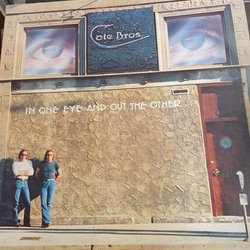 Cate Bros.
IN ONE EYE AND OUT THE OTHER